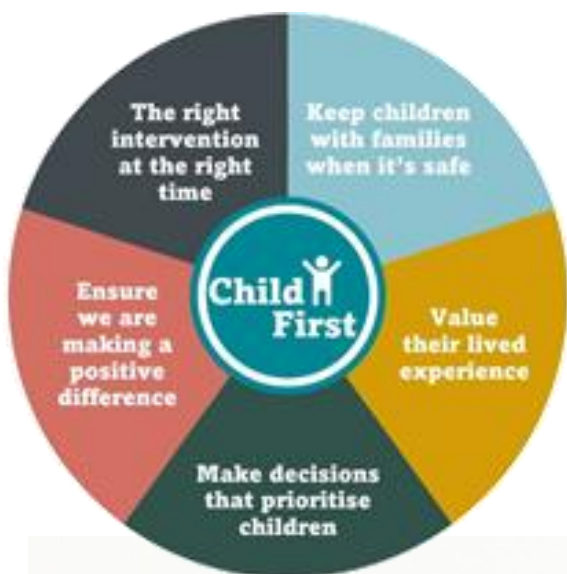 Child
First
Keep children
with families
when it's safe
Value
their lived
experience
Make decisions
that prioritise
children
Ensure
we are
making a
positive
difference
The right
intervention
at the right
time